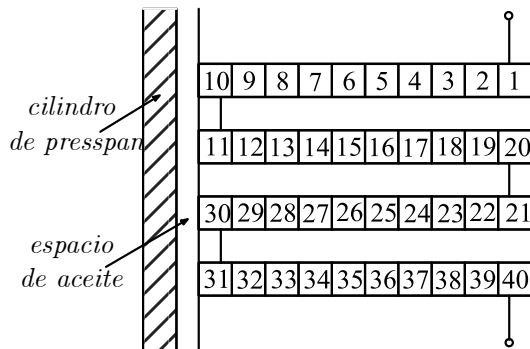 10 9 8 7 6 5 4 3 2 1
cilindro
de presspan
11 12 13 14 15 16 17 18 19 20
30 29 28 27 26 25 24 23 22 21
espacio
de aceite
31 32 33 34 35 36 37 38 39 40